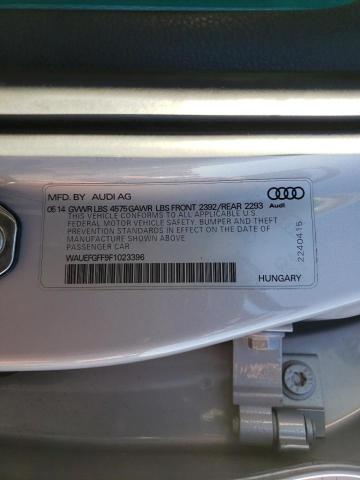 MFD. BY AUDI AG
05 14 GVWR LBS 4575 GAWR LBS FRONT 2392/REAR 2293
THIS VEHICLE CONFORMS TO ALL APPLICABLE U.S.
FEDERAL MOTOR VEHICLE SAFETY, BUMPER AND THEFT
PREVENTION STANDARDS IN EFFECT ON THE DATE OF
MANUFACTURE SHOWN ABOVE
PASSENGER CAR
WAUEFGFF9F1023396
HUNGARY
Audi
2240415